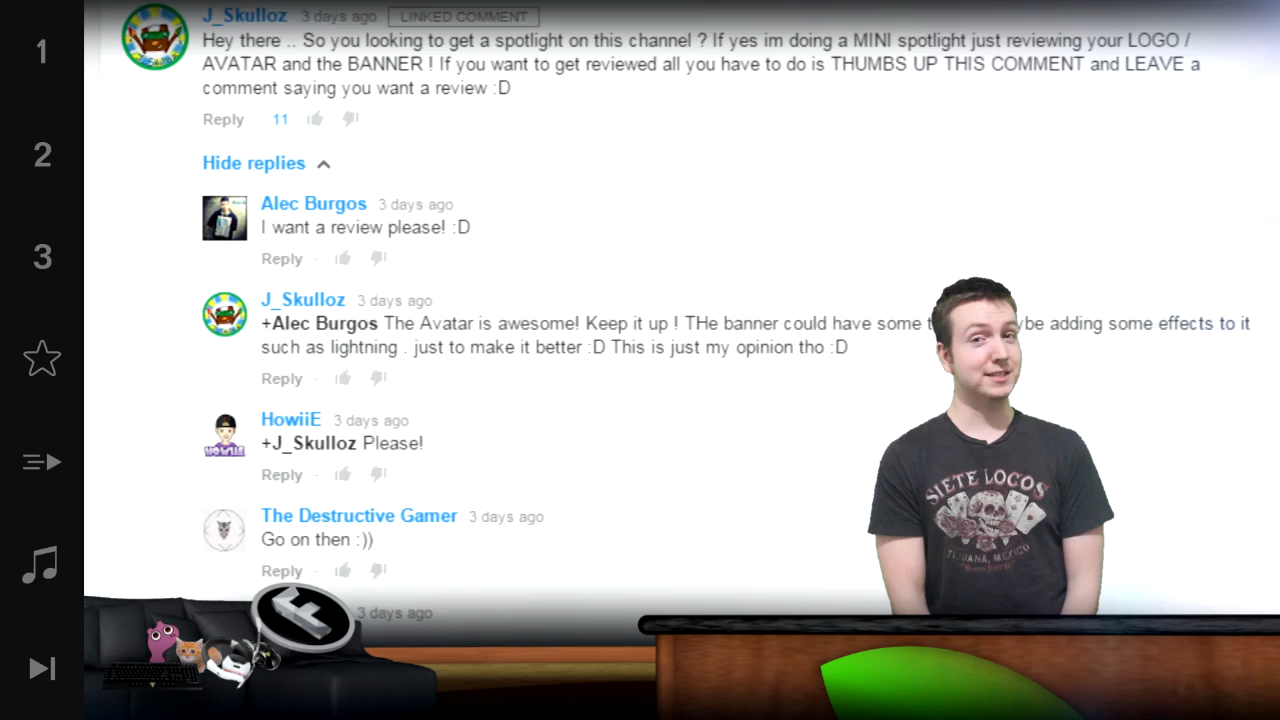 1
2
3
J_Skulloz 3 days ago LINKED COMMENT
Hey there .. So you looking to get a spotlight on this channel ? If yes im doing a MINI spotlight just reviewing your LOGO /
AVATAR and the BANNER ! If you want to get reviewed all you have to do is THUMBS UP THIS COMMENT and LEAVE a
comment saying you want a review :D
Reply · 11
Hide replies
Alec Burgos 3 days ago
I want a review please! :D
Reply ·
J_Skulloz 3 days ago
+Alec Burgos The Avatar is awesome! Keep it up ! THe banner could have some adding some effects to it
such as lightning . just to make it better :D This is just my opinion tho :D
Reply ·
HowiiE 3 days ago
+J_Skulloz Please!
Reply ·
HOWIIE
The Destructive Gamer 3 days ago
Go on then :))
Reply ·
3 days ago
SIETE LOCOS
TIJUANA, MEXICO